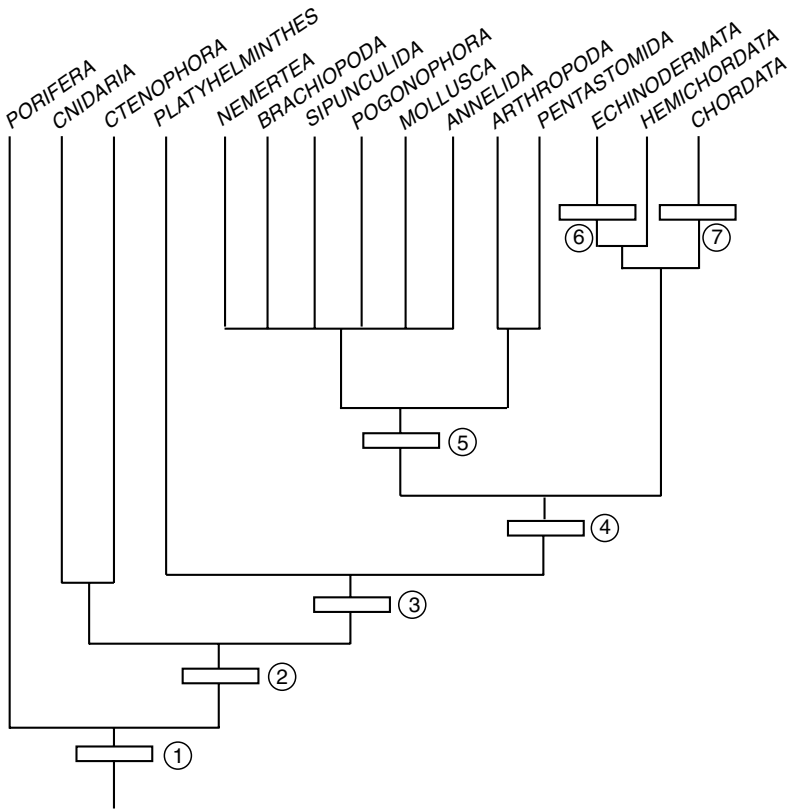 PORIFERA
CNIDARIA
CTENOPHORA
PLATYHELMINTHES
NEMERTEA
BRACHIOPODA
SIPUNCULIDA
POGONOPHORA
MOLLUSCA
ANNELIDA
ARTHROPODA
PENTASTOMIDA
ECHINODERMATA
HEMICHORDATA
CHORDATA
6
7
5
4
3
2
1